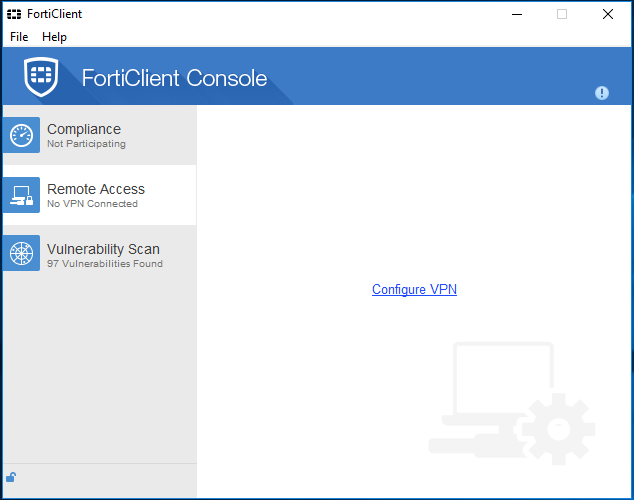 FortiClient
File Help
FortiClient Console
Compliance
Not Participating
Remote Access
No VPN Connected
Vulnerability Scan
97 Vulnerabilities Found
Configure VPN